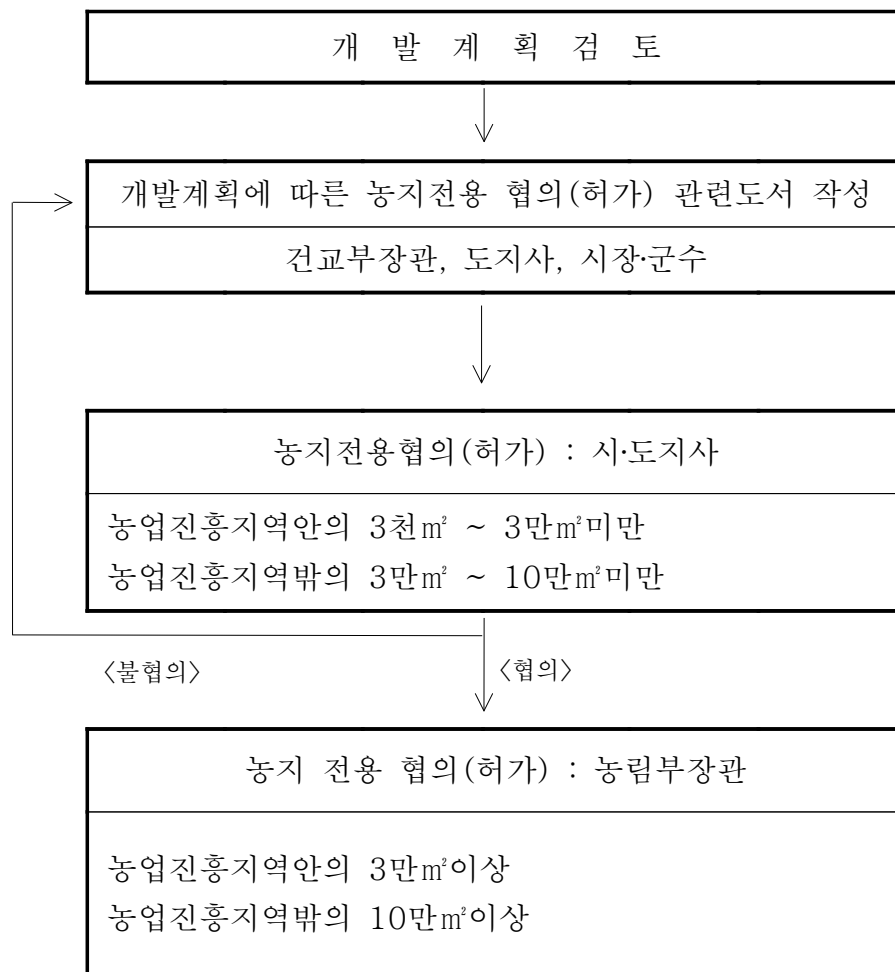 개 발 계 획 검 토
개발계획에 따른 농지전용 협의(허가) 관련도서 작성
건교부장관, 도지사, 시장·군수
농지전용협의(허가) : 시·도지사
농업진흥지역안의 3천㎡ ~ 3만㎡미만
농업진흥지역밖의 3만㎡ ~ 10만㎡미만
〈불협의〉 〈협의〉
농지 전용 협의(허가) : 농림부장관
농업진흥지역안의 3만㎡이상
농업진흥지역밖의 10만㎡이상